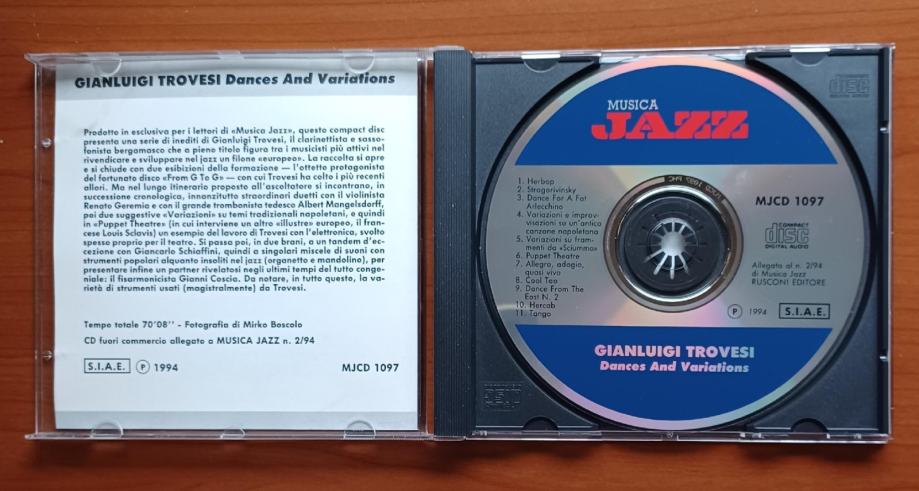 GIANLUIGI TROVESI Dances And Variations
Prodotto in esclusiva per i lettori di «Musica Jazz», questo compact disc
presenta una serie di inediti di Gianluigi Trovesi, il clarinettista e sasso-
fonista bergamasco che a pieno titolo figura tra i musicisti più attivi nel
rivendicare e sviluppare nel jazz un filone «europeo». La raccolta si apre
e si chiude con due esibizioni della formazione — l'ottetto protagonista
del fortunato disco «From G To G» — con cui Trovesi ha colto i più recenti
allori. Ma nel lungo itinerario proposto all'ascoltatore si incontrano, in
successione cronologica, innanzitutto straordinari duetti con il violinista
Renato Geremia e con il grande trombonista tedesco Albert Mangelsdorff,
poi due suggestive «Variazioni» su temi tradizionali napoletani, e quindi
in «Puppet Theatre» (in cui interviene un altro «illustre» europeo, il fran-
cese Louis Sclavis) un esempio del lavoro di Trovesi con l'elettronica, svolto
spesso proprio per il teatro. Si passa poi, in due brani, a un tandem d'ec-
cezione con Giancarlo Schiaffini, quindi a singolari miscele di suoni con
strumenti popolari alquanto insoliti nel jazz (organetto e mandolino), per
presentare infine un partner rivelatosi negli ultimi tempi del tutto conge-
niale: il fisarmonicista Gianni Coscia. Da notare, in tutto questo, la va-
rietà di strumenti usati (magistralmente) da Trovesi.
Tempo totale 70'08'' - Fotografia di Mirko Boscolo
CD fuori commercio allegato a MUSICA JAZZ n. 2/94
S.I.A.E. Ⓟ 1994 MJCD 1097
MUSICA
JAZZ
1. Herbop
2. Stragorivinsky
3. Dance For A Fat
Arlecchino
4. Variazioni e improv-
visazioni su un'antica
canzone napoletana
5. Variazioni su fram-
menti da «Sciumma»
6. Puppet Theatre
7. Allegro, adagio,
quasi vivo
8. Cool Tea
9. Dance From The
East N. 2
10. Hercab
11. Tango
MJCD 1097
COMPACT
disc
DIGITAL AUDIO
Allegato al n. 2/94
di Musica Jazz
RUSCONI EDITORE
Ⓟ 1994 S.I.A.E.
GIANLUIGI TROVESI
Dances And Variations